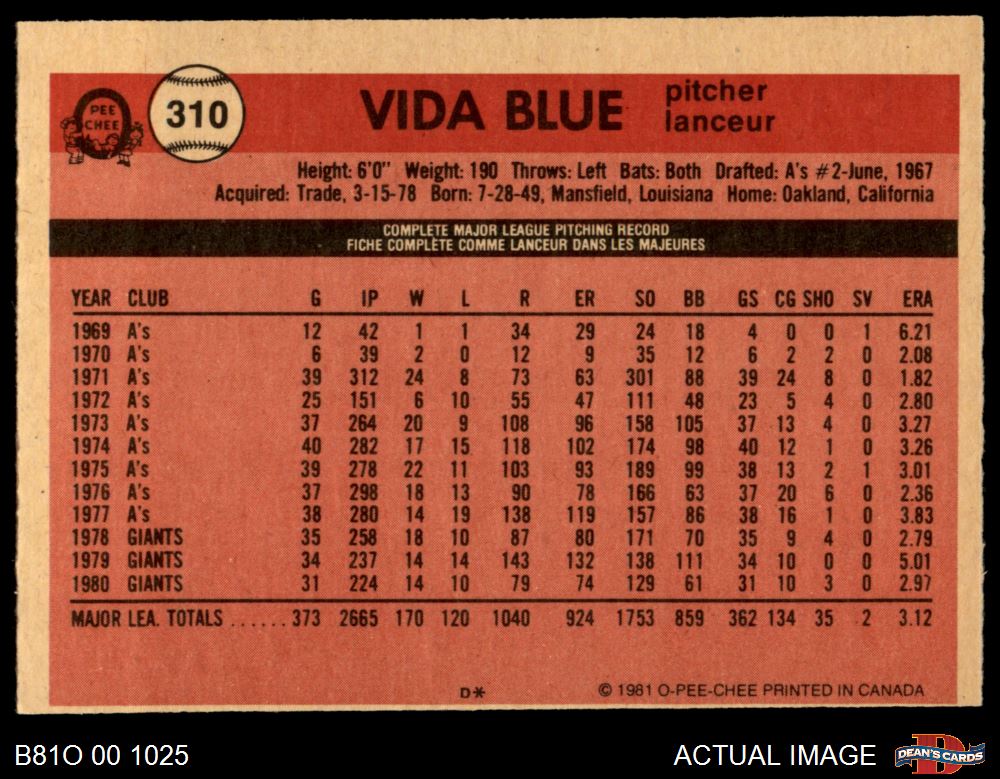 O
PEE
CHEE
310
VIDA BLUE
pitcher
lanceur
Height: 6'0" Weight: 190 Throws: Left Bats: Both Drafted: A's #2-June, 1967
Acquired: Trade, 3-15-78 Born: 7-28-49, Mansfield, Louisiana Home: Oakland, California
COMPLETE MAJOR LEAGUE PITCHING RECORD
FICHE COMPLÈTE COMME LANCEUR DANS LES MAJEURES
YEAR CLUB G IP W L R ER SO BB GS CG SHO SV ERA
1969 A's 12 42 1 1 34 29 24 18 4 0 0 1 6.21
1970 A's 6 39 2 0 12 9 35 12 6 2 2 0 2.08
1971 A's 39 312 24 8 73 63 301 88 39 24 8 0 1.82
1972 A's 25 151 6 10 55 47 111 48 23 5 4 0 2.80
1973 A's 37 264 20 9 108 96 158 105 37 13 4 0 3.27
1974 A's 40 282 17 15 118 102 174 98 40 12 1 0 3.26
1975 A's 39 278 22 11 103 93 189 99 38 13 2 1 3.01
1976 A's 37 298 18 13 90 78 166 63 37 20 6 0 2.36
1977 A's 38 280 14 19 138 119 157 86 38 16 1 0 3.83
1978 GIANTS 35 258 18 10 87 80 171 70 35 9 4 0 2.79
1979 GIANTS 34 237 14 14 143 132 138 111 34 10 0 0 5.01
1980 GIANTS 31 224 14 10 79 74 129 61 31 10 3 0 2.97
MAJOR LEA. TOTALS ...... 373 2665 170 120 1040 924 1753 859 362 134 35 2 3.12
D*
© 1981 O-PEE-CHEE PRINTED IN CANADA
B81O 00 1025
ACTUAL IMAGE
D
DEAN'S CARDS